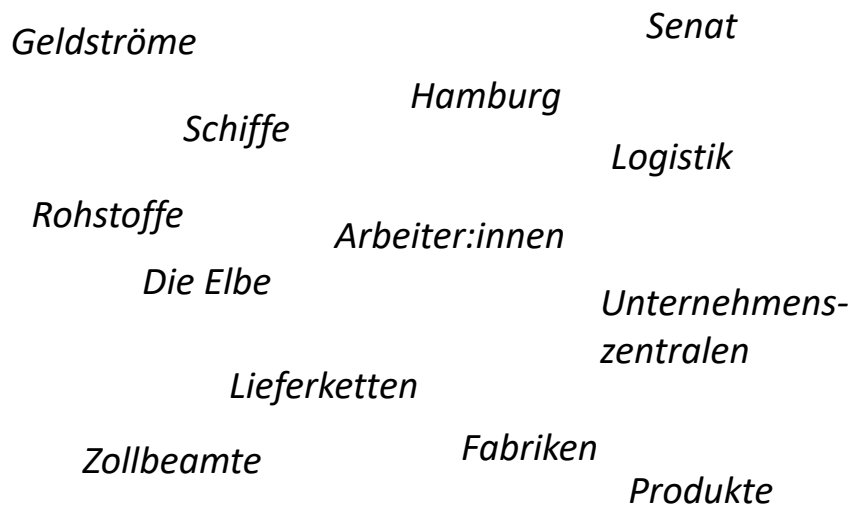 Senat
Geldströme
Hamburg
Schiffe
Logistik
Rohstoffe
Arbeiter:innen
Die Elbe
Unternehmens-
zentralen
Lieferketten
Fabriken
Zollbeamte
Produkte